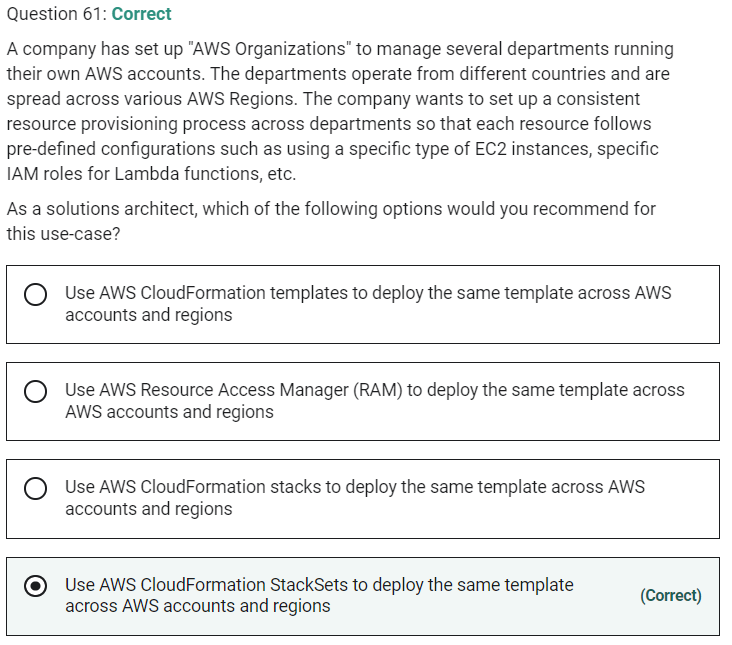 Question 61: Correct
A company has set up "AWS Organizations" to manage several departments running
their own AWS accounts. The departments operate from different countries and are
spread across various AWS Regions. The company wants to set up a consistent
resource provisioning process across departments so that each resource follows
pre-defined configurations such as using a specific type of EC2 instances, specific
IAM roles for Lambda functions, etc.
As a solutions architect, which of the following options would you recommend for
this use-case?
Use AWS CloudFormation templates to deploy the same template across AWS
accounts and regions
Use AWS Resource Access Manager (RAM) to deploy the same template across
AWS accounts and regions
Use AWS CloudFormation stacks to deploy the same template across AWS
accounts and regions
Use AWS CloudFormation StackSets to deploy the same template
across AWS accounts and regions
(Correct)